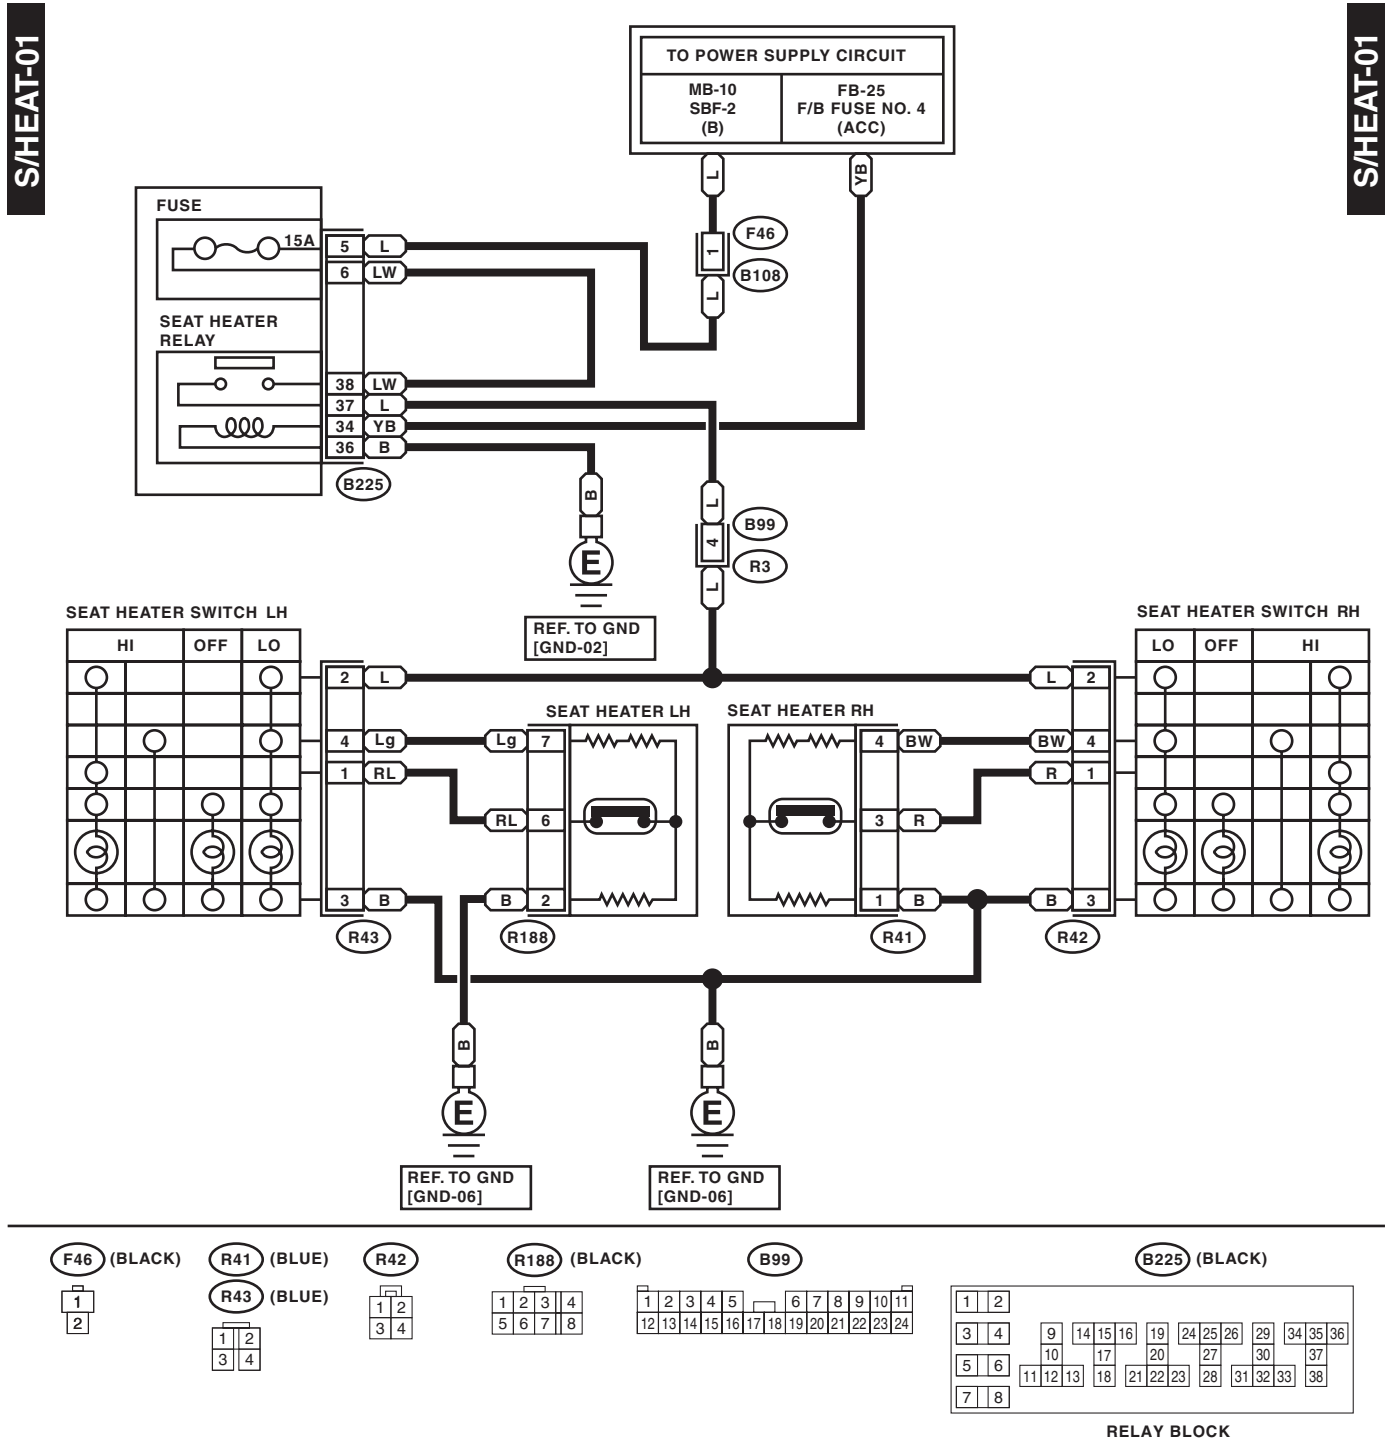 S/HEAT-01
S/HEAT-01
TO POWER SUPPLY CIRCUIT
MB-10
SBF-2
(B)
FB-25
F/B FUSE NO. 4
(ACC)
L
YB
FUSE
15A
5 L
6 LW
1
F46
B108
L
SEAT HEATER
RELAY
38 LW
37 L
34 YB
36 B
B225
B
E
REF. TO GND
[GND-02]
L
4
B99
R3
L
SEAT HEATER SWITCH LH
HI OFF LO
2 L
4 Lg
1 RL
3 B
R43
SEAT HEATER LH
Lg 7
RL 6
B 2
R188
SEAT HEATER RH
4 BW
3 R
1 B
R41
SEAT HEATER SWITCH RH
LO OFF HI
L 2
BW 4
R 1
B 3
R42
B
E
REF. TO GND
[GND-06]
B
E
REF. TO GND
[GND-06]
F46 (BLACK)
1
2
R41 (BLUE)
R43 (BLUE)
1 2
3 4
R42
1 2
3 4
R188 (BLACK)
1 2 3 4
5 6 7 8
B99
1 2 3 4 5 6 7 8 9 10 11
12 13 14 15 16 17 18 19 20 21 22 23 24
B225 (BLACK)
1 2
3 4 9 14 15 16 19 24 25 26 29 34 35 36
10 17 20 27 30 37
5 6 11 12 13 18 21 22 23 28 31 32 33 38
7 8
RELAY BLOCK